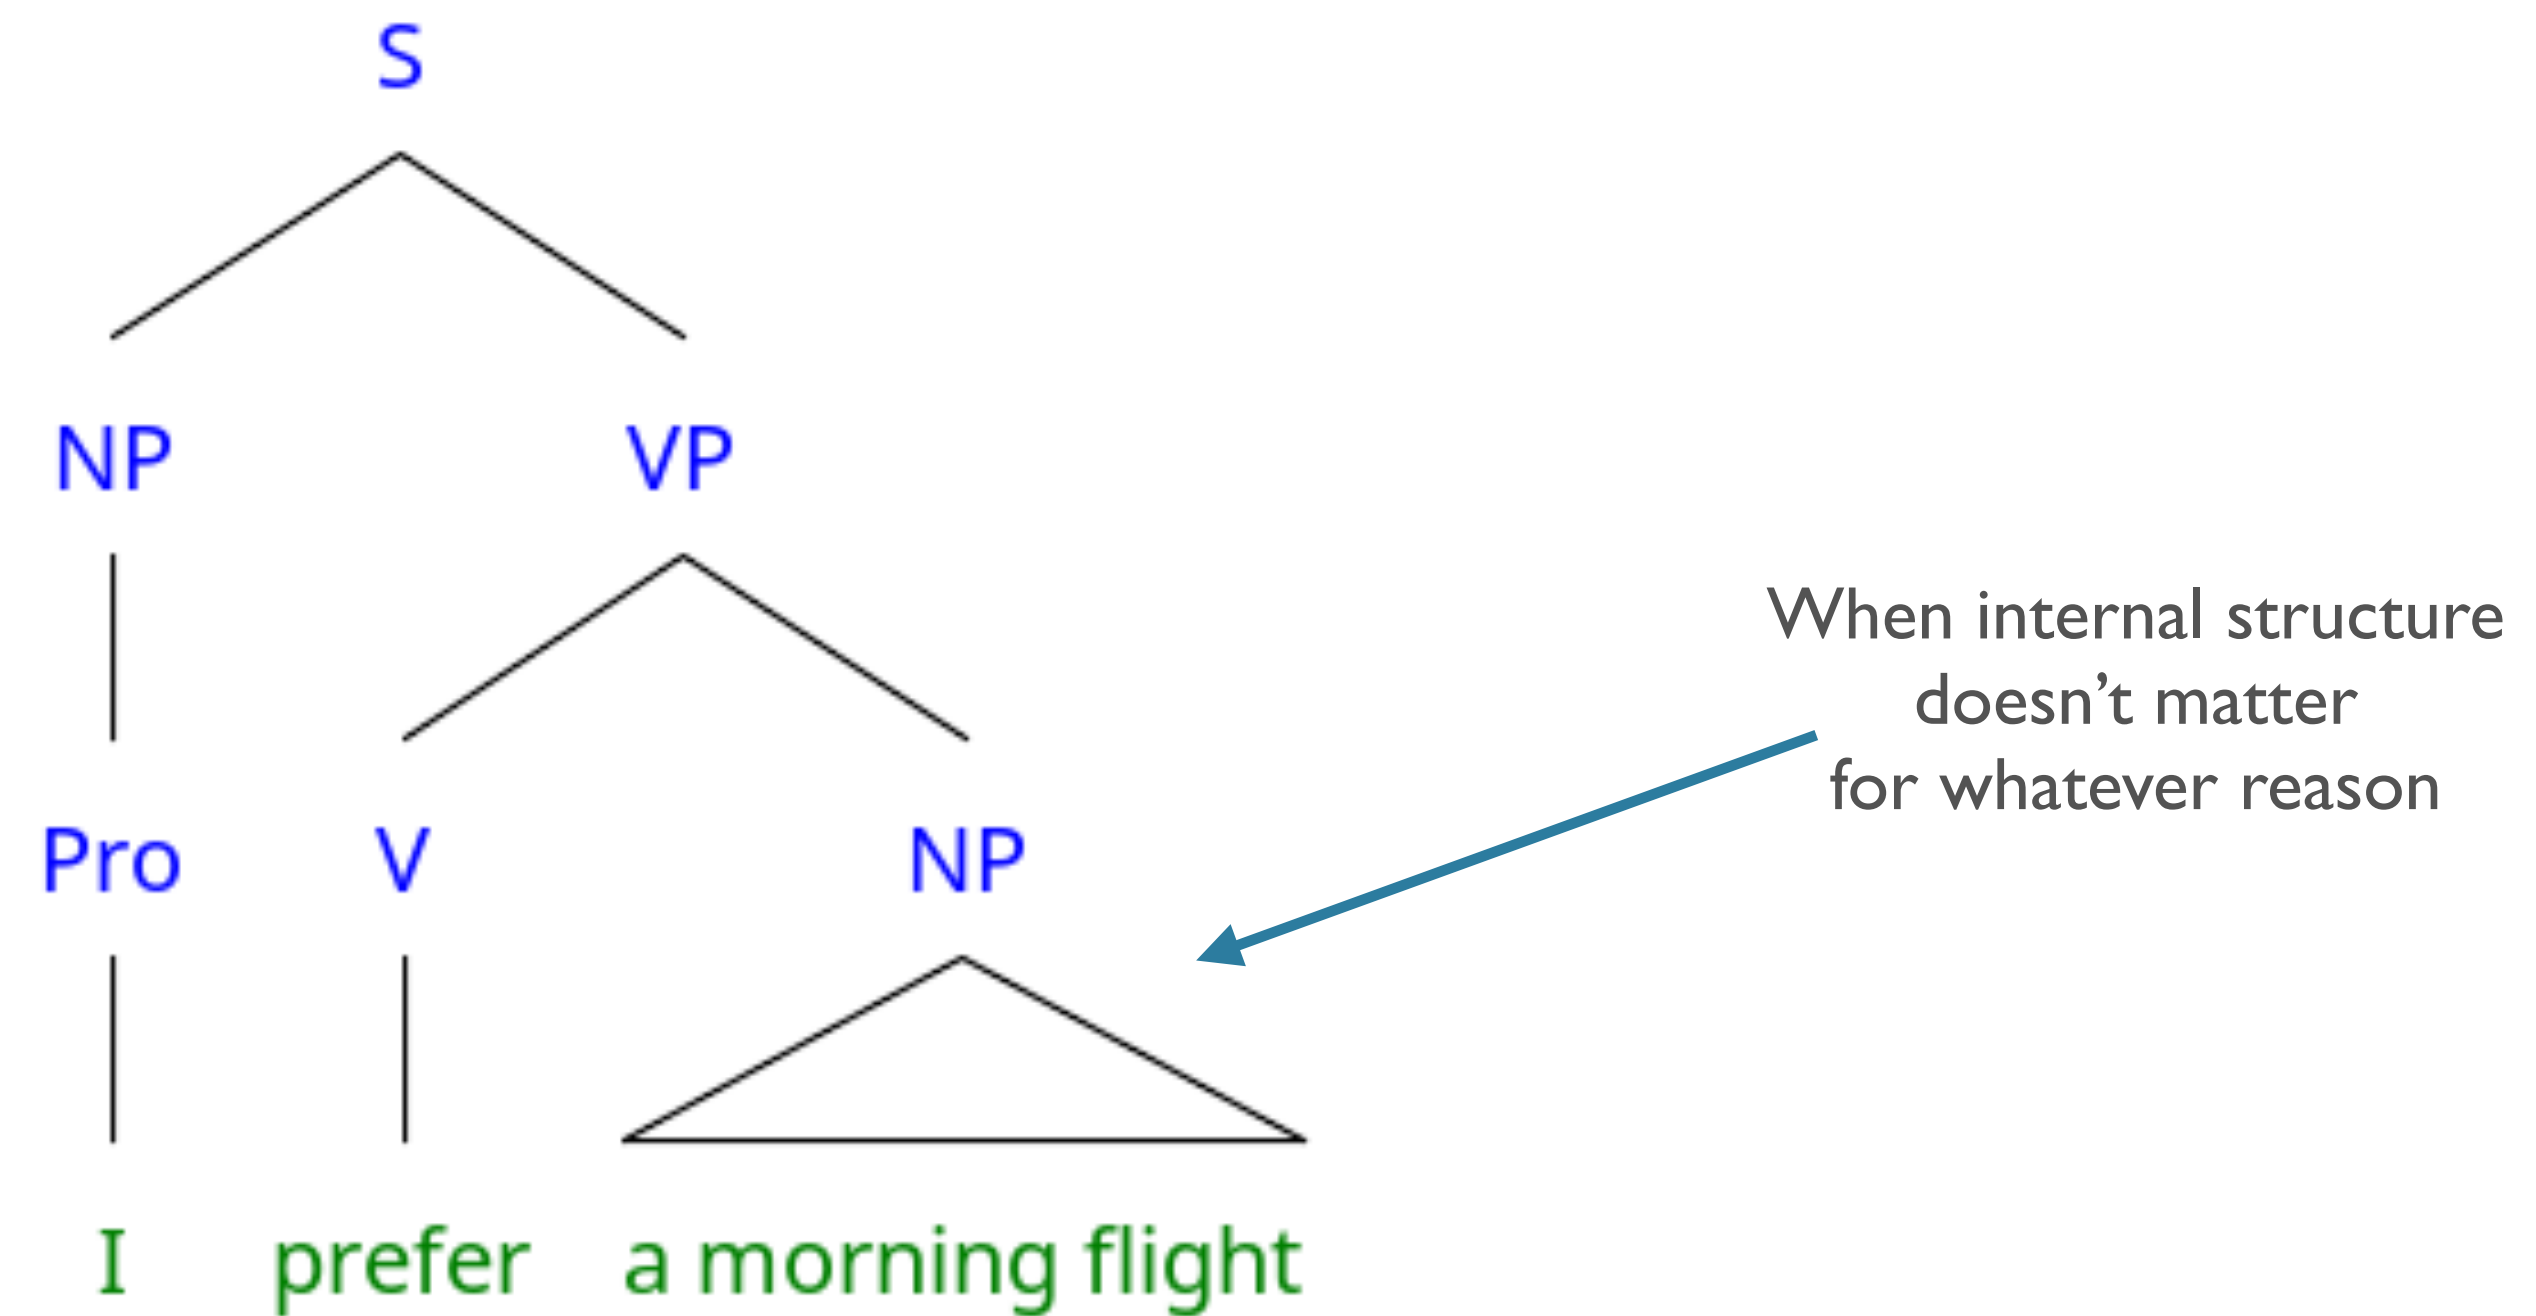 S
NP VP
When internal structure
doesn’t matter
for whatever reason
Pro V NP
I prefer a morning flight